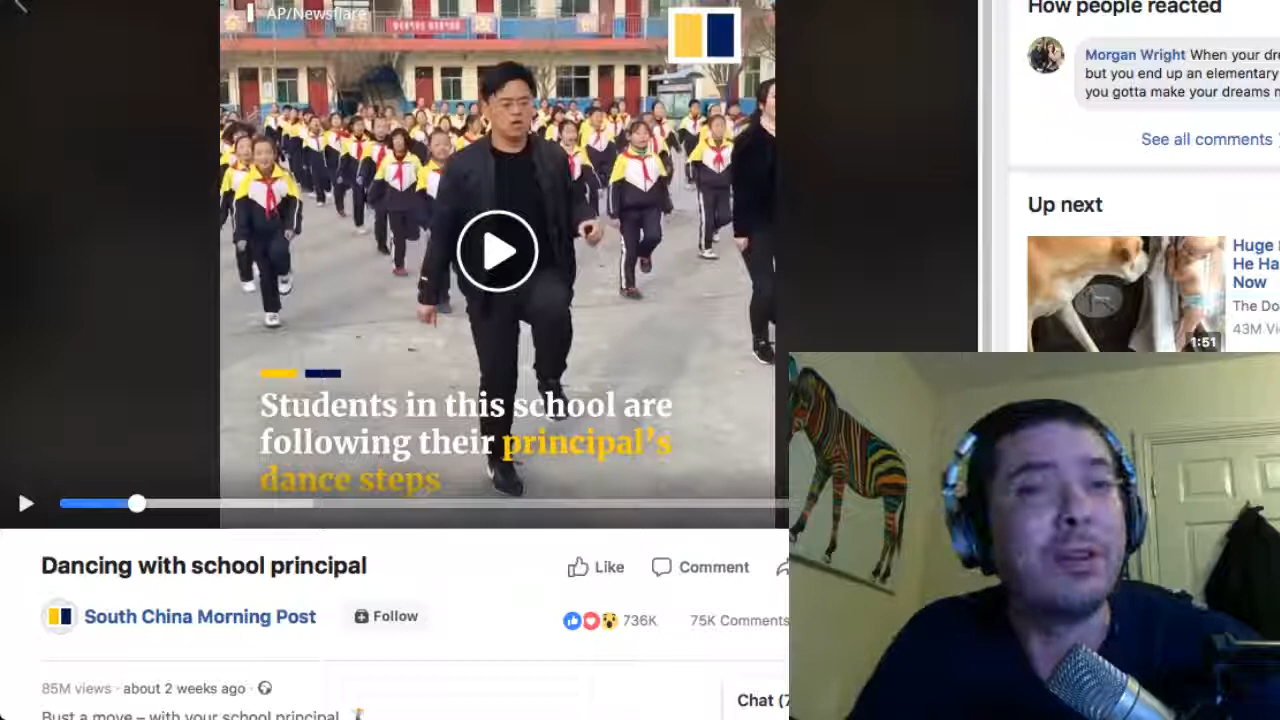 AP/Newsflare
Students in this school are
following their principal's
dance steps
Dancing with school principal
Like
Comment
South China Morning Post
Follow
736K
75K Comments
85M views · about 2 weeks ago ·
Bust a move – with your school principal
Chat (7
How people reacted
Morgan Wright When your dre
but you end up an elementary
you gotta make your dreams m
See all comments
Up next
Huge
He Ha
Now
The Do
43M Vi
1:51